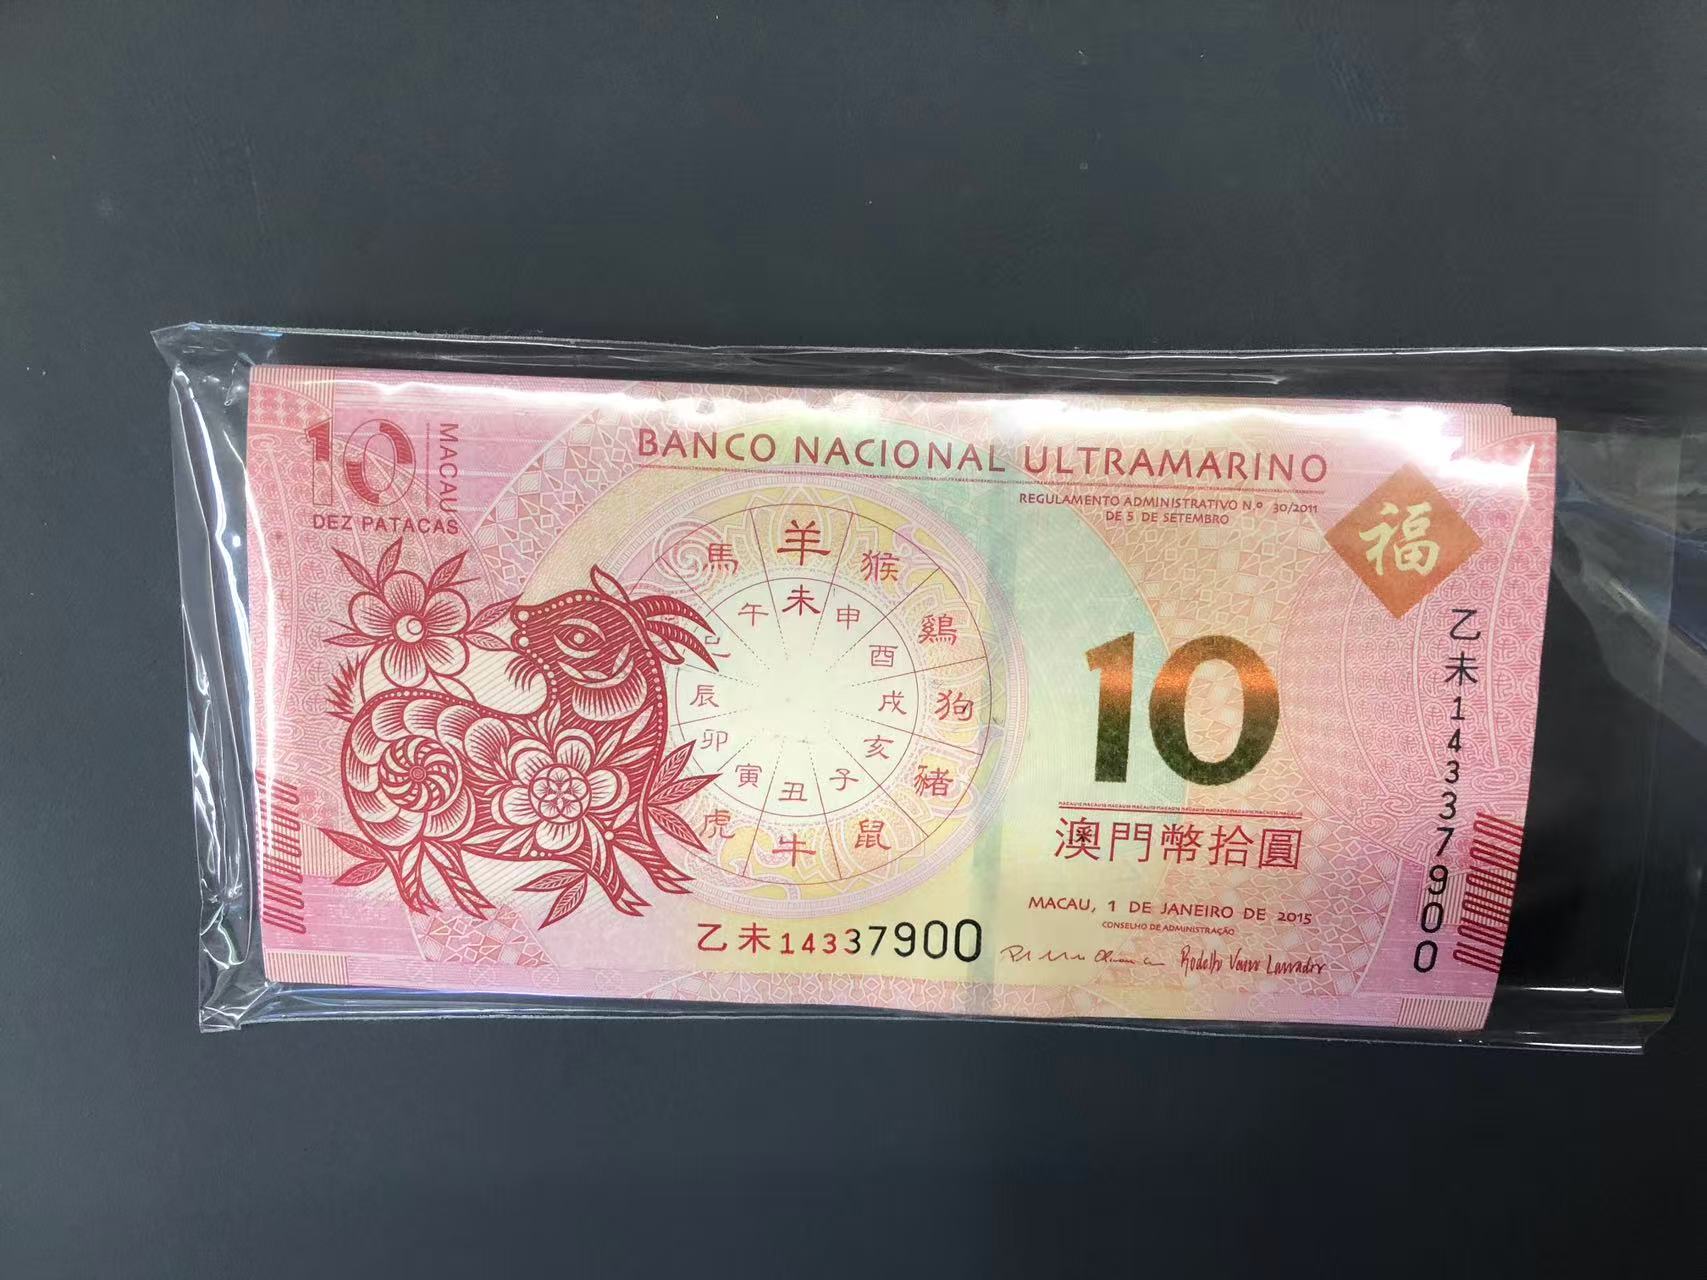 10
MACAU
DEZ PATACAS
BANCO NACIONAL ULTRAMARINO
REGULAMENTO ADMINISTRATIVO N.º 30/2011
DE 5 DE SETEMBRO
福
羊
猴
鷄
狗
豬
鼠
牛
虎
馬
未
申
酉
戌
亥
子
丑
寅
卯
辰
巳
午
10
澳門幣拾圓
MACAU, 1 DE JANEIRO DE 2015
CONSELHO DE ADMINISTRAÇÃO
乙未14337900
乙未14337900